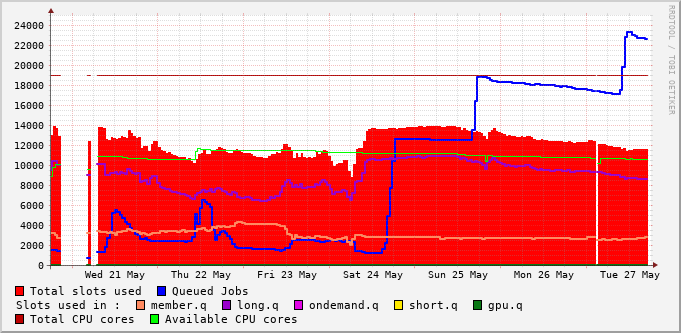 24000
22000
20000
18000
16000
14000
12000
10000
8000
6000
4000
2000
0
Wed 21 May Thu 22 May Fri 23 May Sat 24 May Sun 25 May Mon 26 May Tue 27 May
Total slots used Queued Jobs
Slots used in : member.q long.q ondemand.q short.q gpu.q
Total CPU cores Available CPU cores
RRDTOOL / TOBI OETIKER